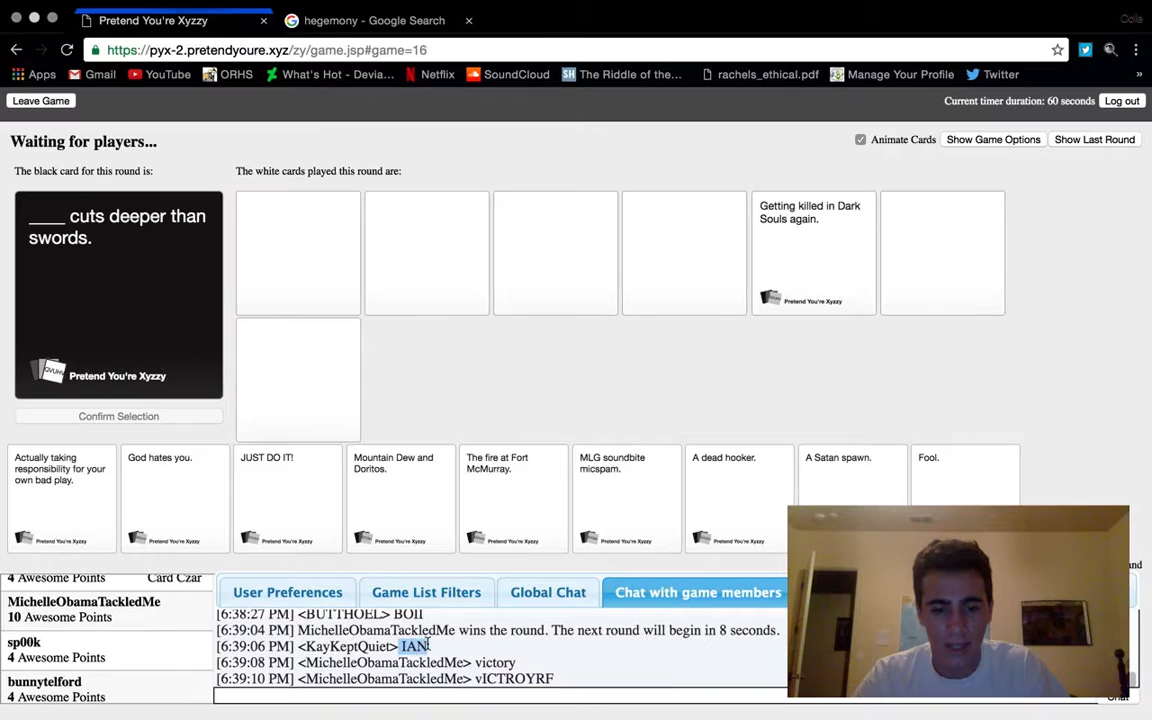 Pretend You're Xyzzy
hegemony - Google Search
Cole
https://pyx-2.pretendyoure.xyz/zy/game.jsp#game=16
Apps
Gmail
YouTube
ORHS
What's Hot - Devia...
Netflix
SoundCloud
SH
The Riddle of the...
rachels_ethical.pdf
Manage Your Profile
Twitter
»
Leave Game
Current timer duration: 60 seconds
Log out
Waiting for players...
Animate Cards
Show Game Options
Show Last Round
The black card for this round is:
The white cards played this round are:
____ cuts deeper than
swords.
Pretend You're Xyzzy
Getting killed in Dark
Souls again.
Pretend You're Xyzzy
Confirm Selection
Actually taking
responsibility for your
own bad play.
Pretend You're Xyzzy
God hates you.
Pretend You're Xyzzy
JUST DO IT!
Pretend You're Xyzzy
Mountain Dew and
Doritos.
Pretend You're Xyzzy
The fire at Fort
McMurray.
Pretend You're Xyzzy
MLG soundbite
micspam.
Pretend You're Xyzzy
A dead hooker.
A Satan spawn.
Fool.
4 Awesome Points
Card Czar
MichelleObamaTackledMe
10 Awesome Points
sp00k
4 Awesome Points
bunnytelford
4 Awesome Points
User Preferences
Game List Filters
Global Chat
Chat with game members
[6:38:27 PM] <BUTTHOEL> BOII
[6:39:04 PM] MichelleObamaTackledMe wins the round. The next round will begin in 8 seconds.
[6:39:06 PM] <KayKeptQuiet> IAN
[6:39:08 PM] <MichelleObamaTackledMe> victory
[6:39:10 PM] <MichelleObamaTackledMe> vICTROYRF
Chat